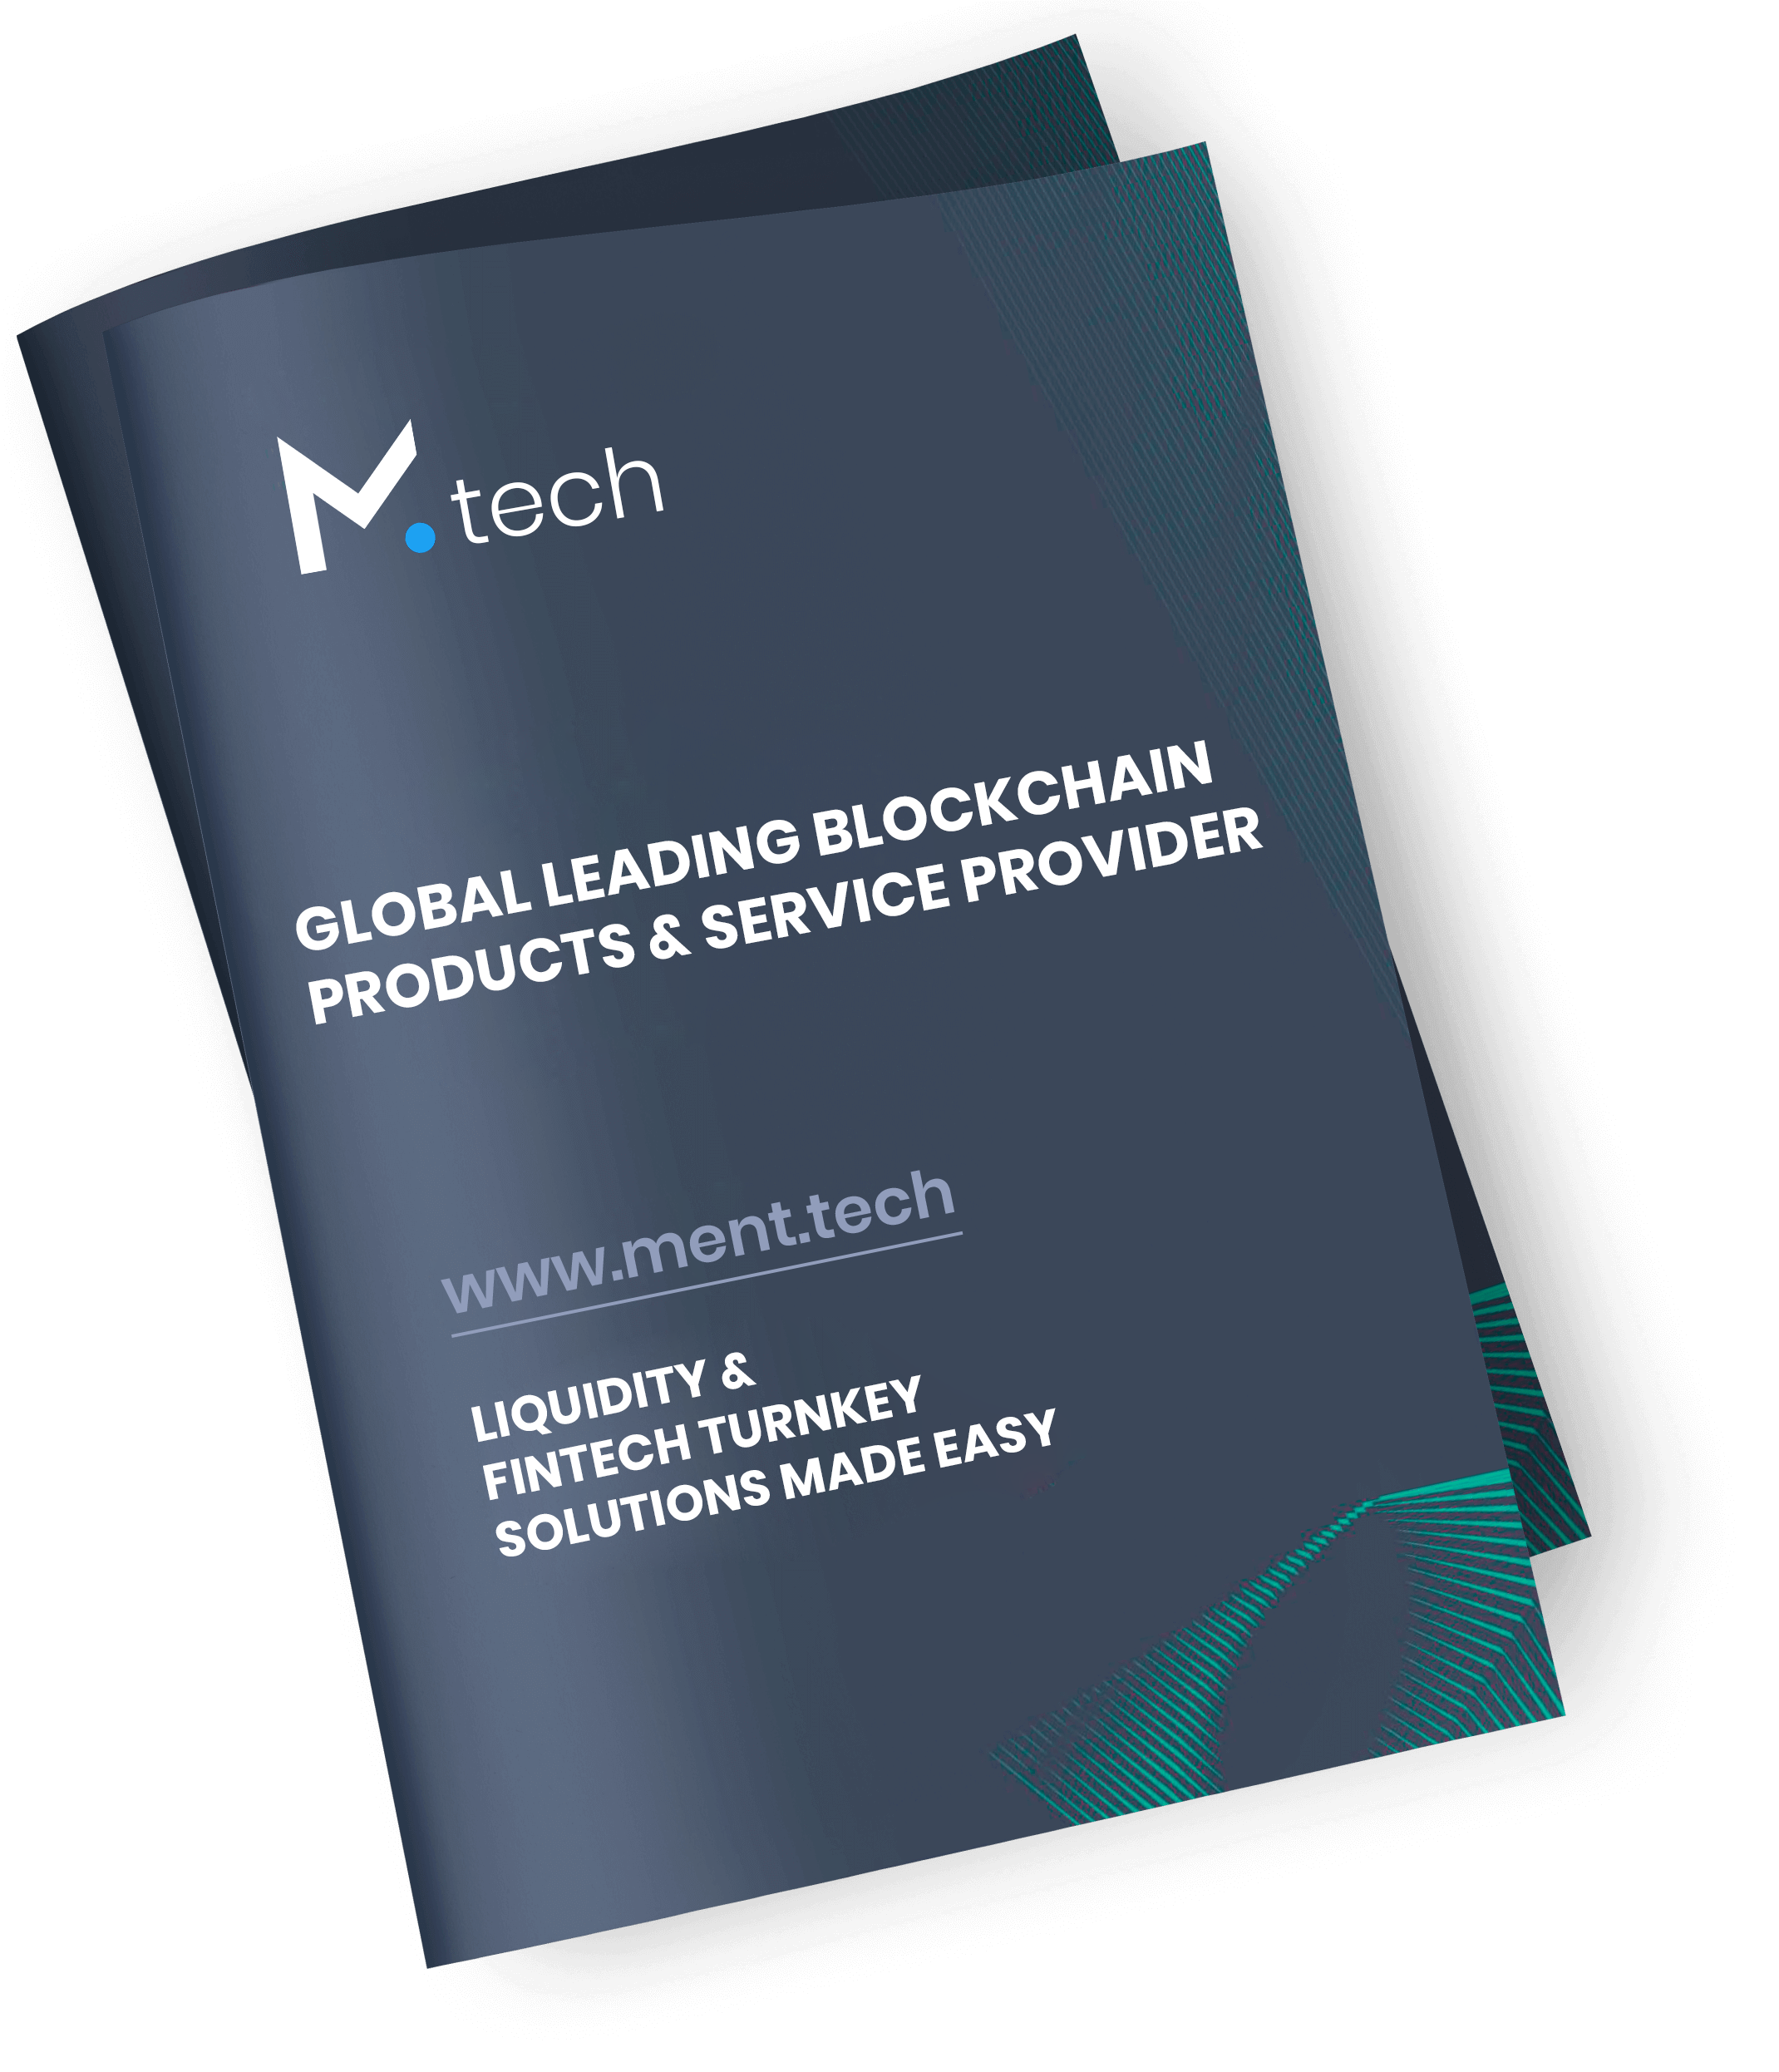 M.tech
GLOBAL LEADING BLOCKCHAIN
PRODUCTS & SERVICE PROVIDER
www.ment.tech
LIQUIDITY &
FINTECH TURNKEY
SOLUTIONS MADE EASY